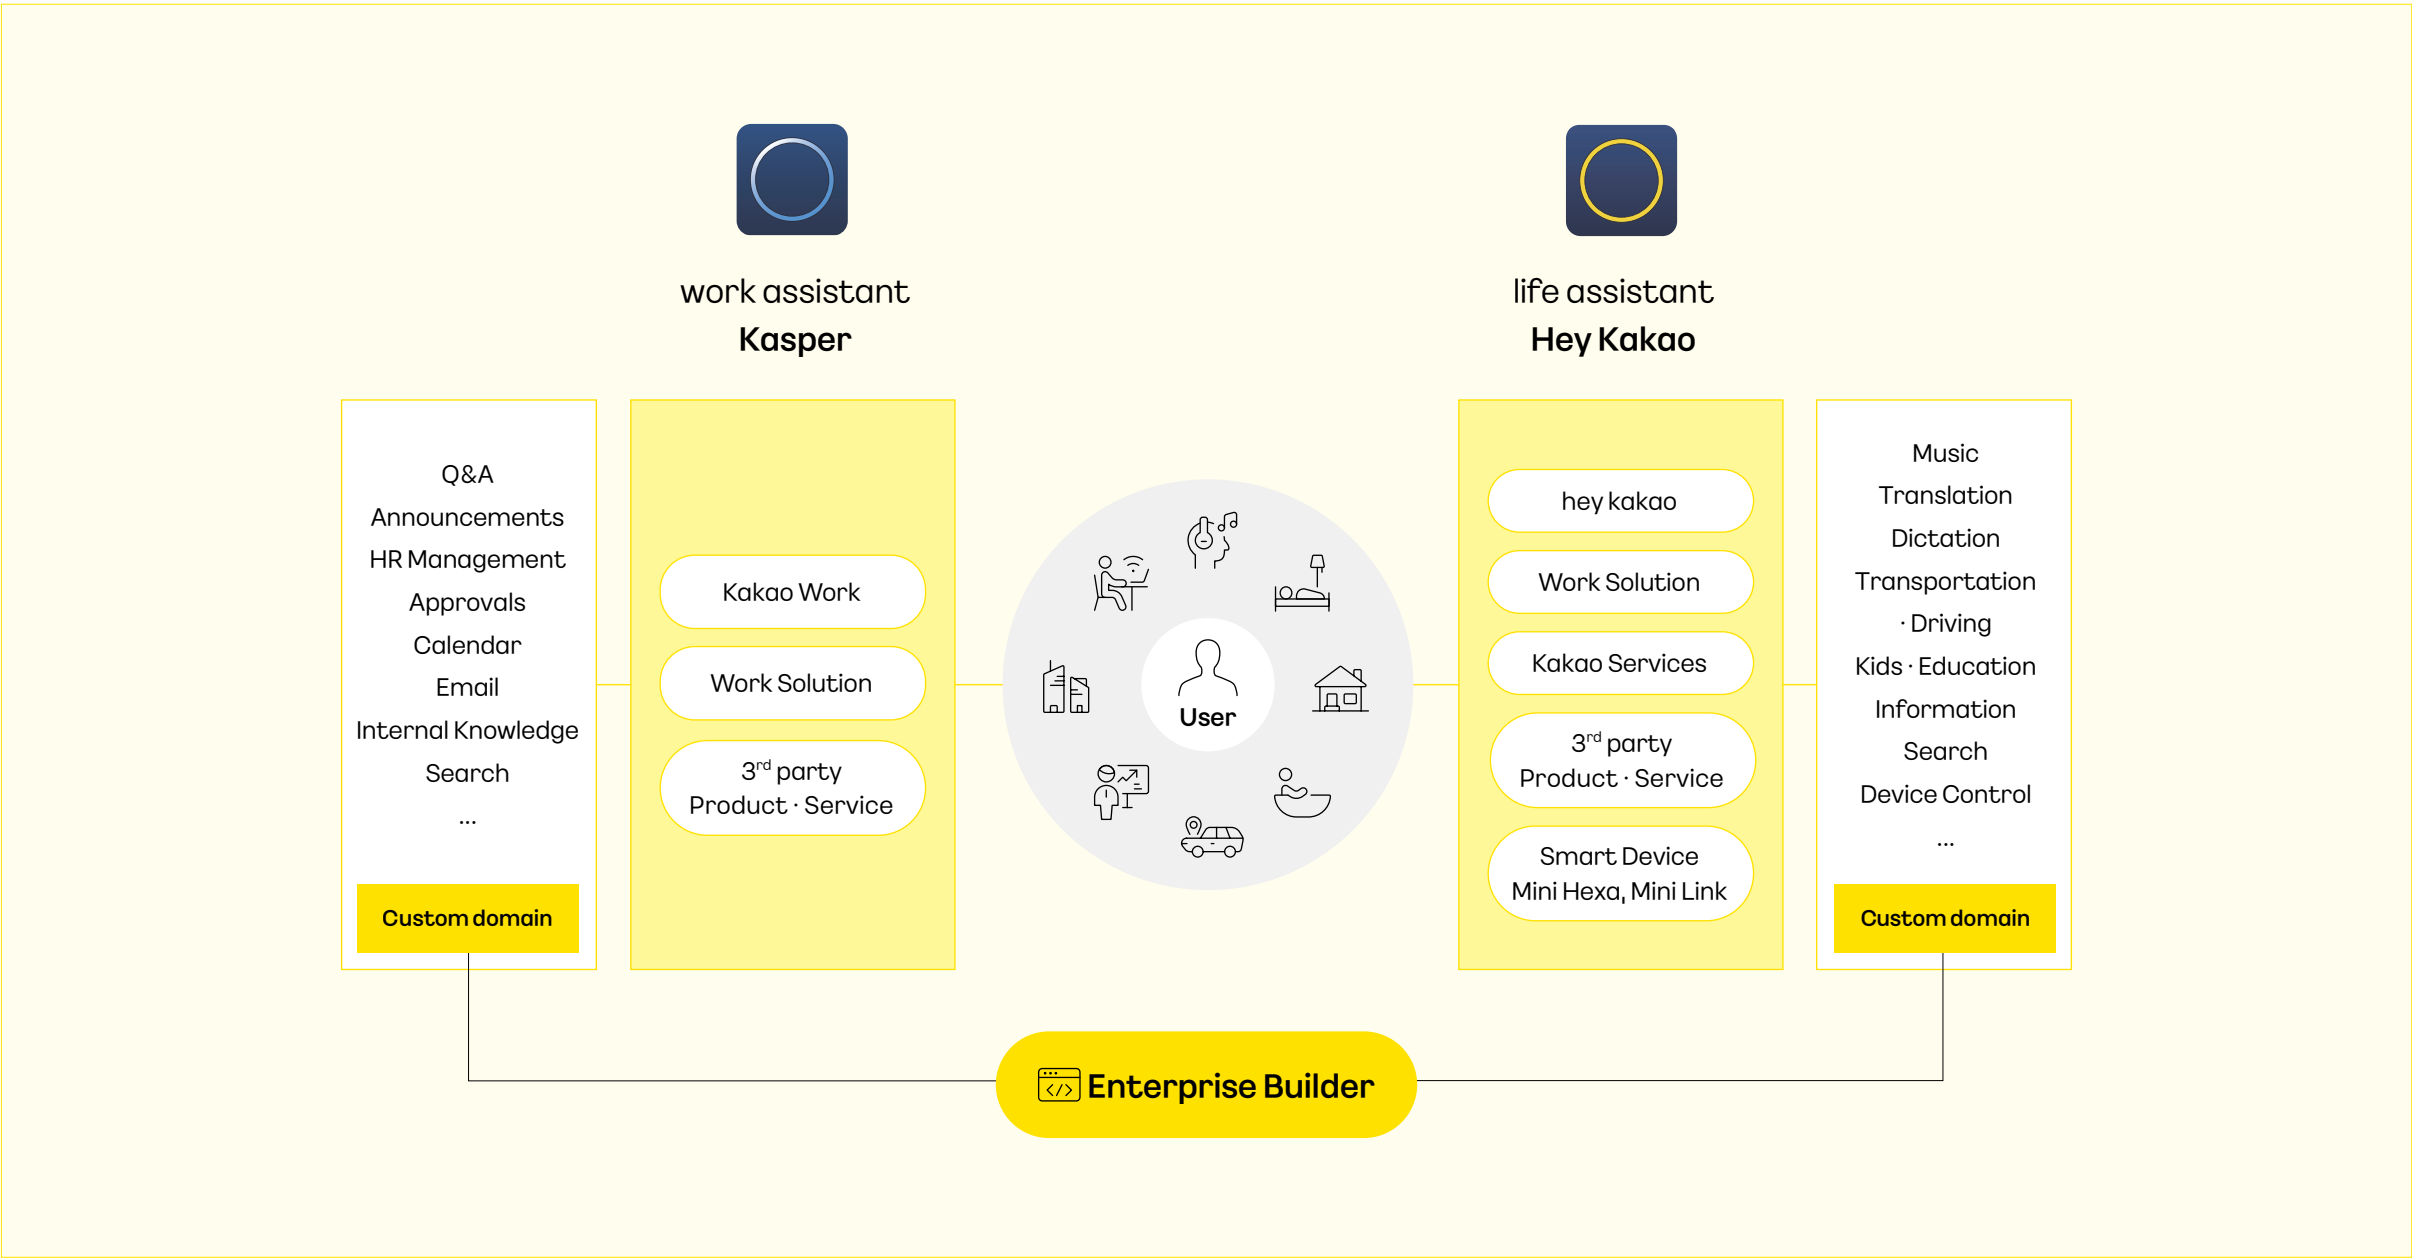 work assistant
Kasper
life assistant
Hey Kakao
Q&A
Announcements
HR Management
Approvals
Calendar
Email
Internal Knowledge
Search
...
Custom domain
Kakao Work
Work Solution
3rd party
Product · Service
User
hey kakao
Work Solution
Kakao Services
3rd party
Product · Service
Smart Device
Mini Hexa, Mini Link
Music
Translation
Dictation
Transportation
· Driving
Kids · Education
Information
Search
Device Control
...
Custom domain
</> Enterprise Builder